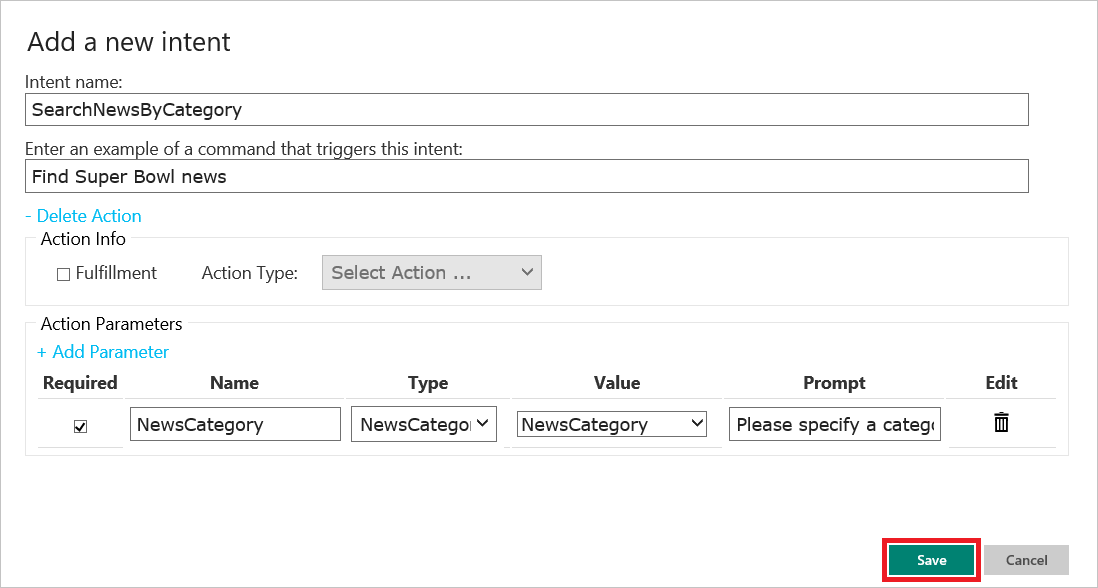 Add a new intent
Intent name:
SearchNewsByCategory
Enter an example of a command that triggers this intent:
Find Super Bowl news
- Delete Action
Action Info
Fulfillment Action Type: Select Action ...
Action Parameters
+ Add Parameter
Required Name Type Value Prompt Edit
NewsCategory NewsCatego NewsCategory Please specify a categ
Save Cancel